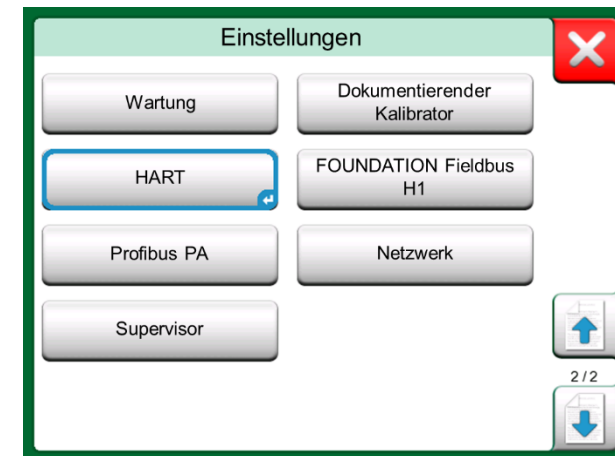 Einstellungen
Wartung
Dokumentierender
Kalibrator
HART
FOUNDATION Fieldbus
H1
Profibus PA
Netzwerk
Supervisor
2/2